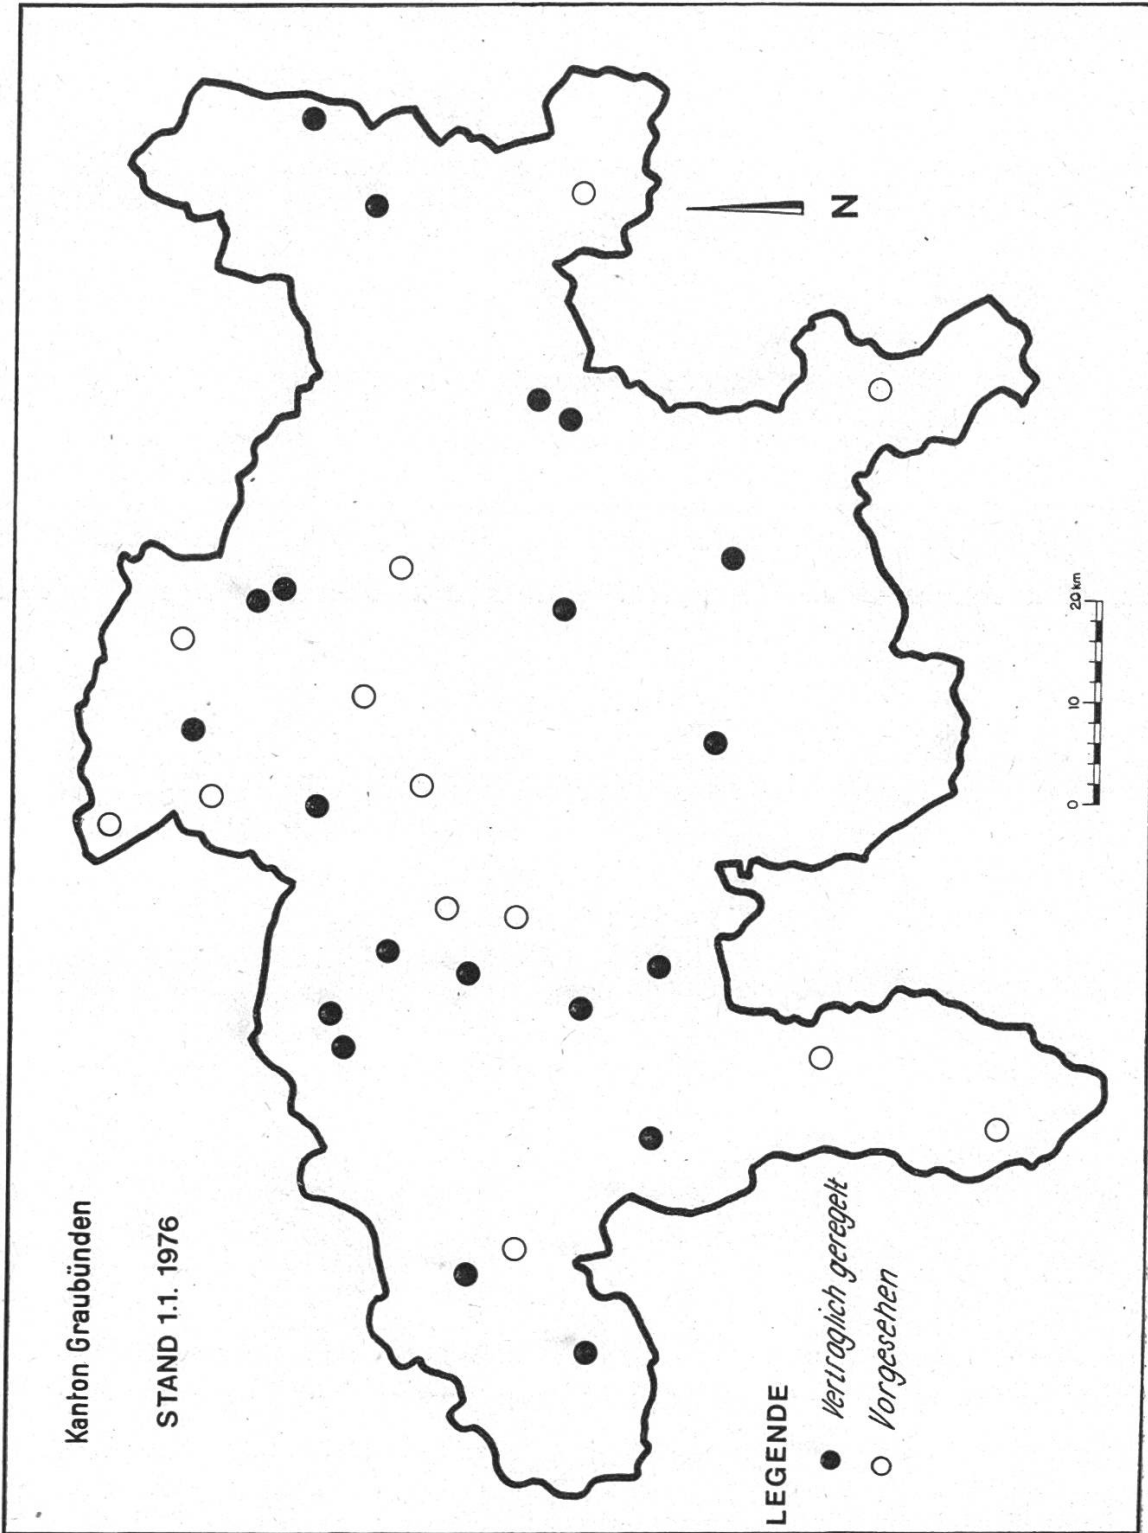 Kanton Graubünden
STAND 1.1. 1976
N
0 10 20 km
LEGENDE
Vertraglich geregelt
Vorgesehen